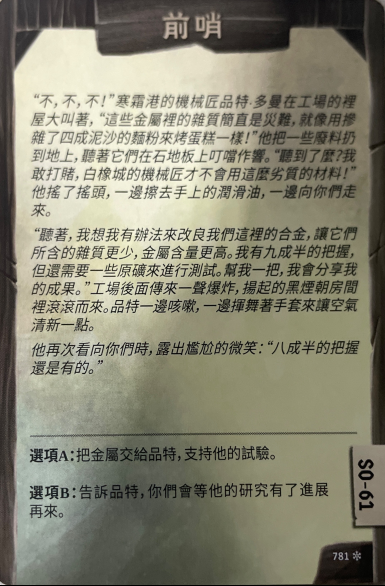 前哨
“不，不，不！”寒霜港的機械匠品特·多曼在工場的裡
屋大叫著，“這些金屬裡的雜質簡直是災難，就像用摻
雜了四成泥沙的麵粉來烤蛋糕一樣！”他把一些廢料扔
到地上，聽著它們在石地板上叮噹作響。“聽到了麼？我
敢打賭，白橡城的機械匠才不會用這麼劣質的材料！”
他搖了搖頭，一邊擦去手上的潤滑油，一邊向你們走
來。
“聽著，我想我有辦法來改良我們這裡的合金，讓它們
所含的雜質更少，金屬含量更高。我有九成半的把握，
但還需要一些原礦來進行測試。幫我一把，我會分享我
的成果。”工場後面傳來一聲爆炸，揚起的黑煙朝房間
裡滾滾而來。品特一邊咳嗽，一邊揮舞著手套來讓空氣
清新一點。
他再次看向你們時，露出尷尬的微笑：“八成半的把握
還是有的。”
選項A：把金屬交給品特，支持他的試驗。
選項B：告訴品特，你們會等他的研究有了進展
再來。
S0-61
781 ✻